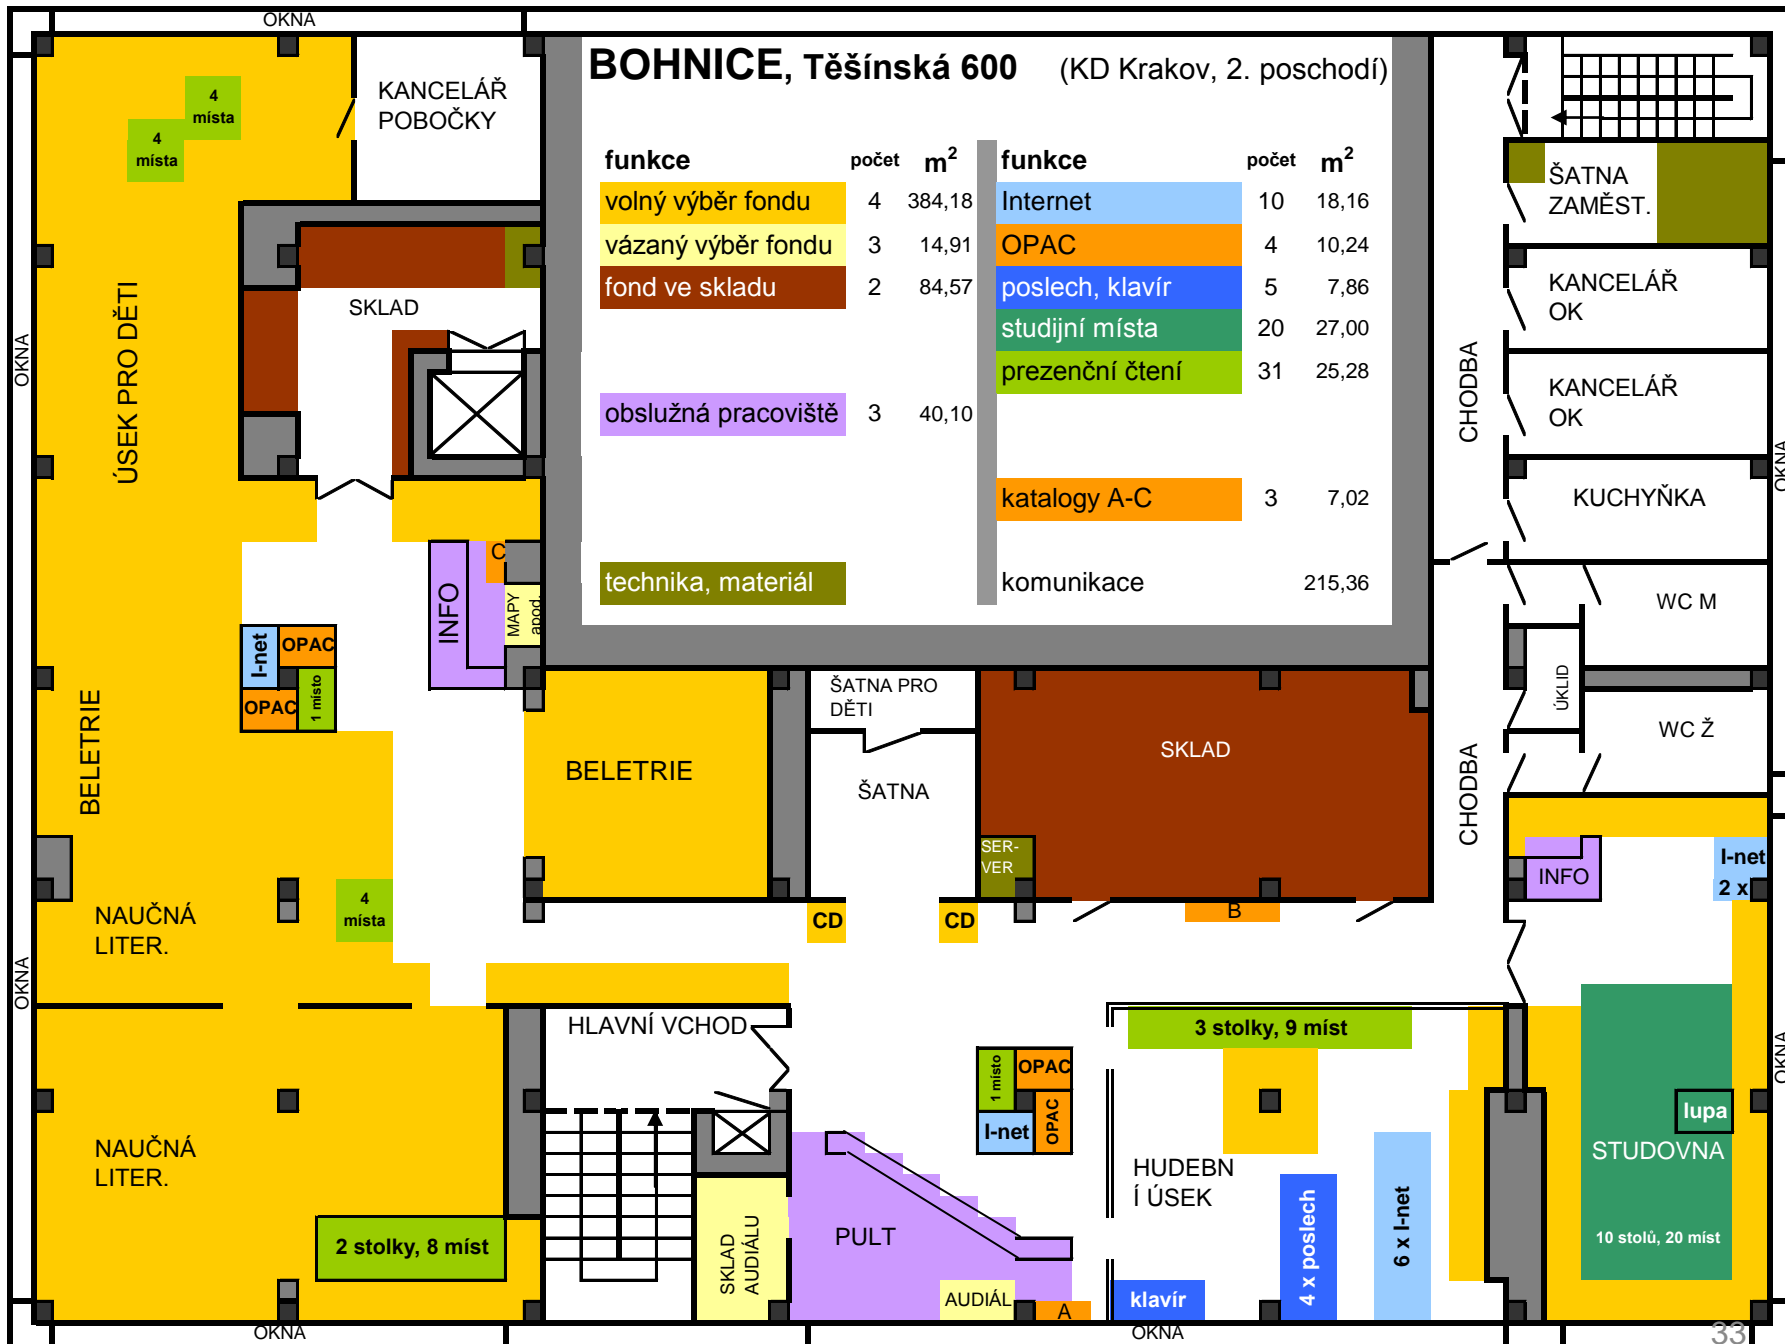 OKNA
BOHNICE, Těšínská 600 (KD Krakov, 2. poschodí)
KANCELÁŘ
POBOČKY
4
místa
4
místa
funkce počet m2 funkce počet m2
volný výběr fondu 4 384,18 Internet 10 18,16
vázaný výběr fondu 3 14,91 OPAC 4 10,24
fond ve skladu 2 84,57 poslech, klavír 5 7,86
studijní místa 20 27,00
prezenční čtení 31 25,28
obslužná pracoviště 3 40,10
katalogy A-C 3 7,02
technika, materiál komunikace 215,36
ŠATNA
ZAMĚST.
KANCELÁŘ
OK
KANCELÁŘ
OK
KUCHYŇKA
WC M
ÚKLID
WC Ž
CHODBA
CHODBA
OKNA
OKNA
SKLAD
ÚSEK PRO DĚTI
OKNA
INFO
C
MAPY
apod.
I-net
OPAC
OPAC
1 místo
BELETRIE
BELETRIE
ŠATNA PRO
DĚTI
ŠATNA
SKLAD
SER-
VER
INFO
I-net
2 x
NAUČNÁ
LITER.
4
místa
CD
CD
B
OKNA
HLAVNÍ VCHOD
3 stolky, 9 míst
1 místo
OPAC
OPAC
I-net
lupa
STUDOVNA
10 stolů, 20 míst
NAUČNÁ
LITER.
2 stolky, 8 míst
SKLAD
AUDIÁLU
PULT
AUDIÁL
A
HUDEBN
Í ÚSEK
klavír
4 x poslech
6 x I-net
OKNA
OKNA
33